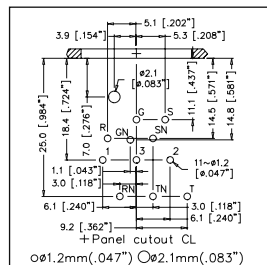 5.1 [.202"]
3.9 [.154"] 5.3 [.208"]
ø2.1
[ø.083"]
25.0 [.984"]
18.4 [.724"]
7.0 [.276"]
11.1 [.437"]
14.5 [.571"]
14.8 [.581"]
G S
R GN SN
1 3 2
1.1 [.043"]
11-ø1.2
[ø.047"]
3.0 [.118"] RN TN T
6.1 [.240"] 3.0 [.118"]
6.1 [.240"]
9.2 [.362"]
+Panel cutout CL
oø1.2mm(.047") Oø2.1mm(.083")